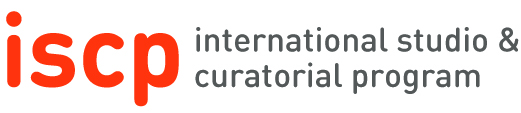 iscp international studio &
curatorial program